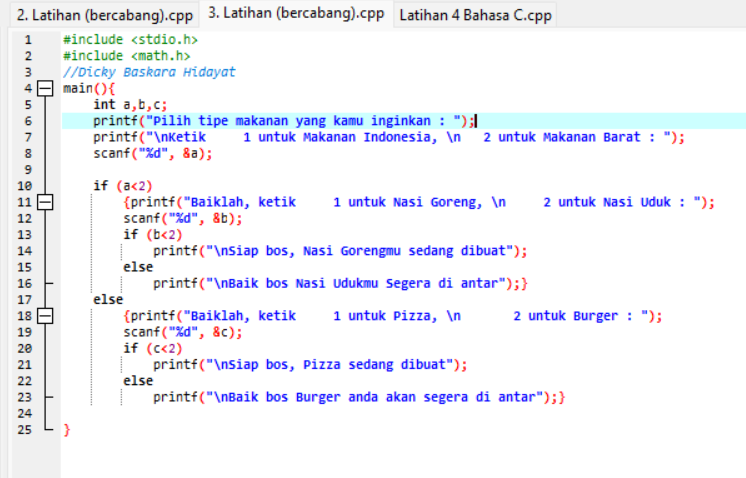 2. Latihan (bercabang).cpp 3. Latihan (bercabang).cpp Latihan 4 Bahasa C.cpp
1 #include <stdio.h>
2 #include <math.h>
3 //Dicky Baskara Hidayat
4 main(){
5 int a,b,c;
6 printf("Pilih tipe makanan yang kamu inginkan : ");
7 printf("\nKetik     1 untuk Makanan Indonesia, \n   2 untuk Makanan Barat : ");
8 scanf("%d", &a);
9
10 if (a<2)
11 {printf("Baiklah, ketik     1 untuk Nasi Goreng, \n     2 untuk Nasi Uduk : ");
12 scanf("%d", &b);
13 if (b<2)
14 printf("\nSiap bos, Nasi Gorengmu sedang dibuat");
15 else
16 printf("\nBaik bos Nasi Udukmu Segera di antar");}
17 else
18 {printf("Baiklah, ketik     1 untuk Pizza, \n       2 untuk Burger : ");
19 scanf("%d", &c);
20 if (c<2)
21 printf("\nSiap bos, Pizza sedang dibuat");
22 else
23 printf("\nBaik bos Burger anda akan segera di antar");}
24
25 }